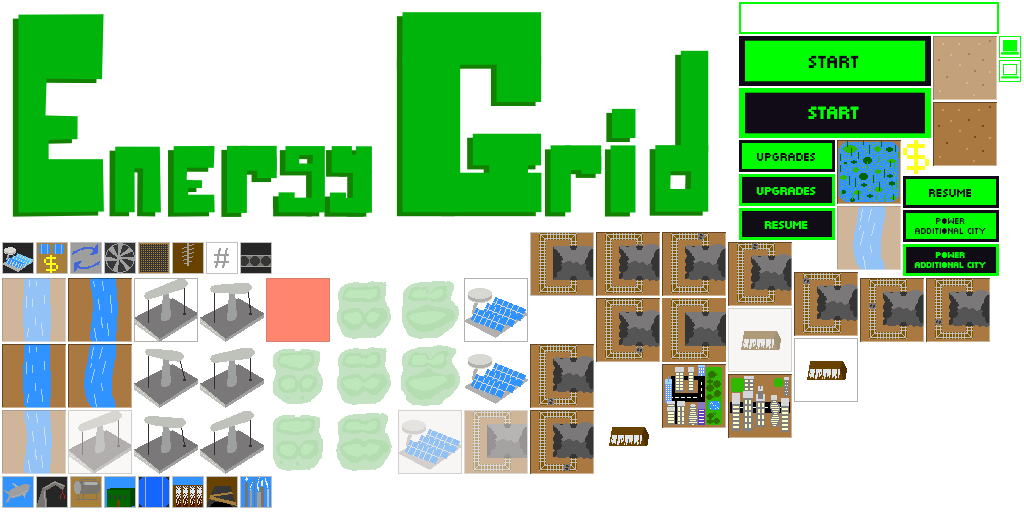 Energy Grid
START
START
UPGRADES
$
UPGRADES
RESUME
RESUME
POWER
ADDITIONAL CITY
POWER
ADDITIONAL CITY
$
#